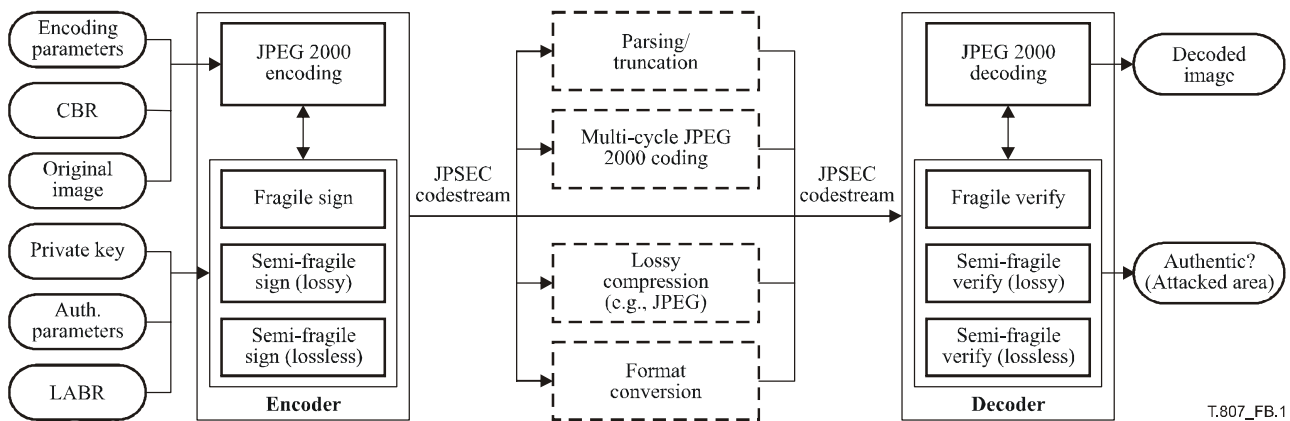 Encoding
parameters
CBR
Original
image
Private key
Auth.
parameters
LABR
JPEG 2000
encoding
Fragile sign
Semi-fragile
sign (lossy)
Semi-fragile
sign (lossless)
Encoder
JPSEC
codestream
Parsing/
truncation
Multi-cycle JPEG
2000 coding
Lossy
compression
(e.g., JPEG)
Format
conversion
JPSEC
codestream
JPEG 2000
decoding
Fragile verify
Semi-fragile
verify (lossy)
Semi-fragile
verify (lossless)
Decoder
Decoded
imagc
Authentic?
(Attacked area)
T.807_FB.1